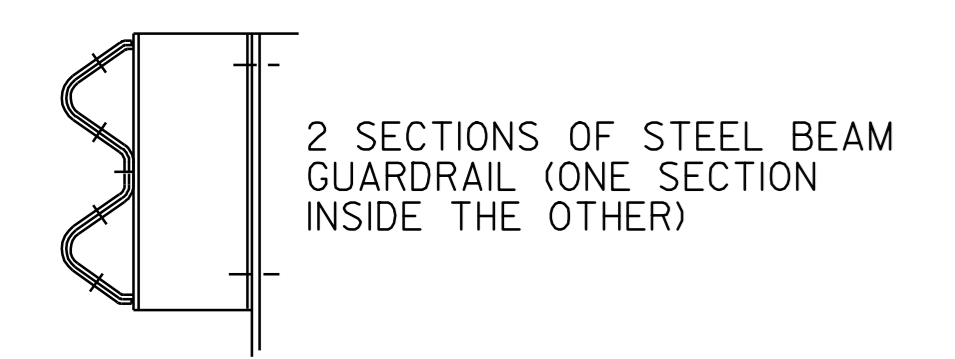 2 SECTIONS OF STEEL BEAM
GUARDRAIL (ONE SECTION
INSIDE THE OTHER)